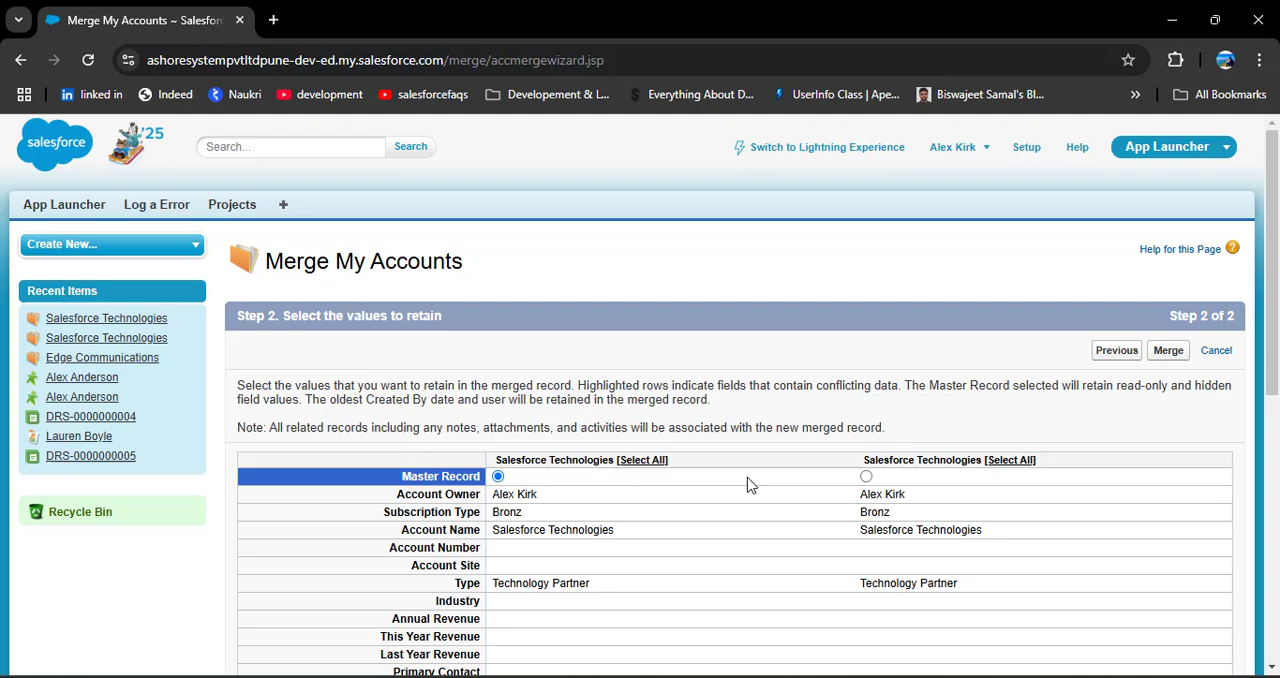 Merge My Accounts ~ Salesfor
ashoresystempvtltdpune-dev-ed.my.salesforce.com/merge/accmergewizard.jsp
linked in Indeed Naukri development salesforcefaqs Developement & L... Everything About D... UserInfo Class | Ape... Biswajeet Samal's Bl... » All Bookmarks
salesforce '25 Search... Search Switch to Lightning Experience Alex Kirk Setup Help App Launcher
App Launcher Log a Error Projects +
Create New...
Recent Items
Salesforce Technologies
Salesforce Technologies
Edge Communications
Alex Anderson
Alex Anderson
DRS-0000000004
Lauren Boyle
DRS-0000000005
Recycle Bin
Merge My Accounts
Help for this Page ?
Step 2. Select the values to retain Step 2 of 2
Previous Merge Cancel
Select the values that you want to retain in the merged record. Highlighted rows indicate fields that contain conflicting data. The Master Record selected will retain read-only and hidden
field values. The oldest Created By date and user will be retained in the merged record.
Note: All related records including any notes, attachments, and activities will be associated with the new merged record.
Salesforce Technologies [Select All] Salesforce Technologies [Select All]
Master Record
Account Owner Alex Kirk Alex Kirk
Subscription Type Bronz Bronz
Account Name Salesforce Technologies Salesforce Technologies
Account Number
Account Site
Type Technology Partner Technology Partner
Industry
Annual Revenue
This Year Revenue
Last Year Revenue
Primary Contact